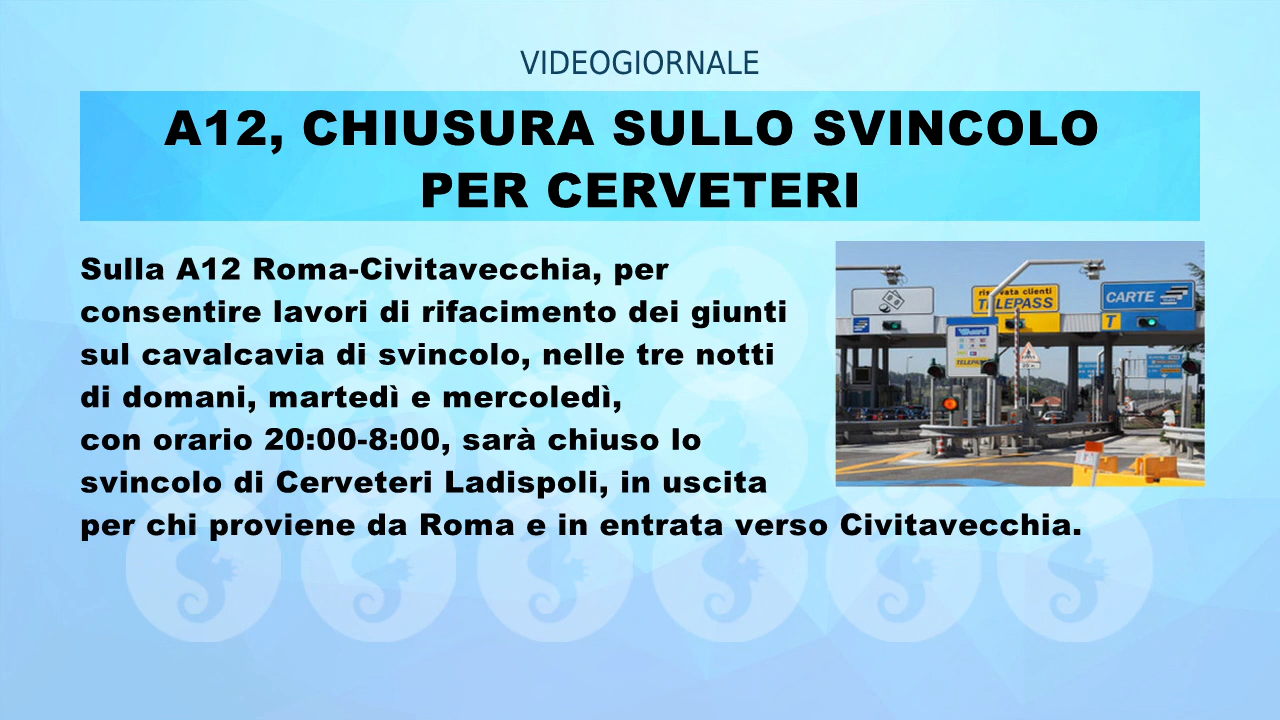 VIDEOGIORNALE
A12, CHIUSURA SULLO SVINCOLO
PER CERVETERI
Sulla A12 Roma-Civitavecchia, per
consentire lavori di rifacimento dei giunti
sul cavalcavia di svincolo, nelle tre notti
di domani, martedì e mercoledì,
con orario 20:00-8:00, sarà chiuso lo
svincolo di Cerveteri Ladispoli, in uscita
per chi proviene da Roma e in entrata verso Civitavecchia.
riservata clienti
TELEPASS
CARTE
T
TELEPASS